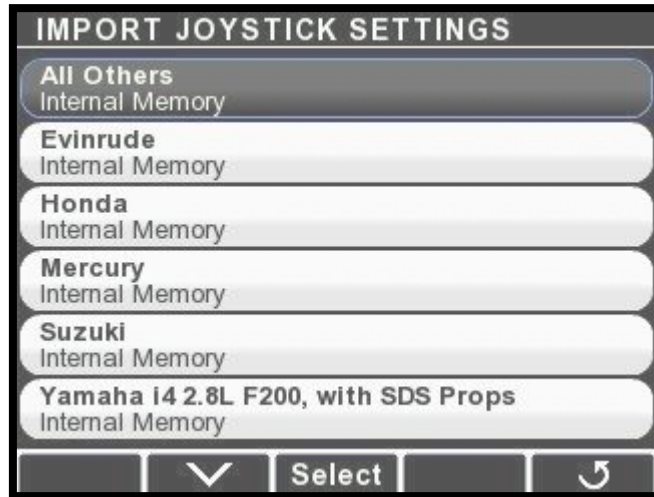 IMPORT JOYSTICK SETTINGS
All Others
Internal Memory
Evinrude
Internal Memory
Honda
Internal Memory
Mercury
Internal Memory
Suzuki
Internal Memory
Yamaha i4 2.8L F200, with SDS Props
Internal Memory
Select